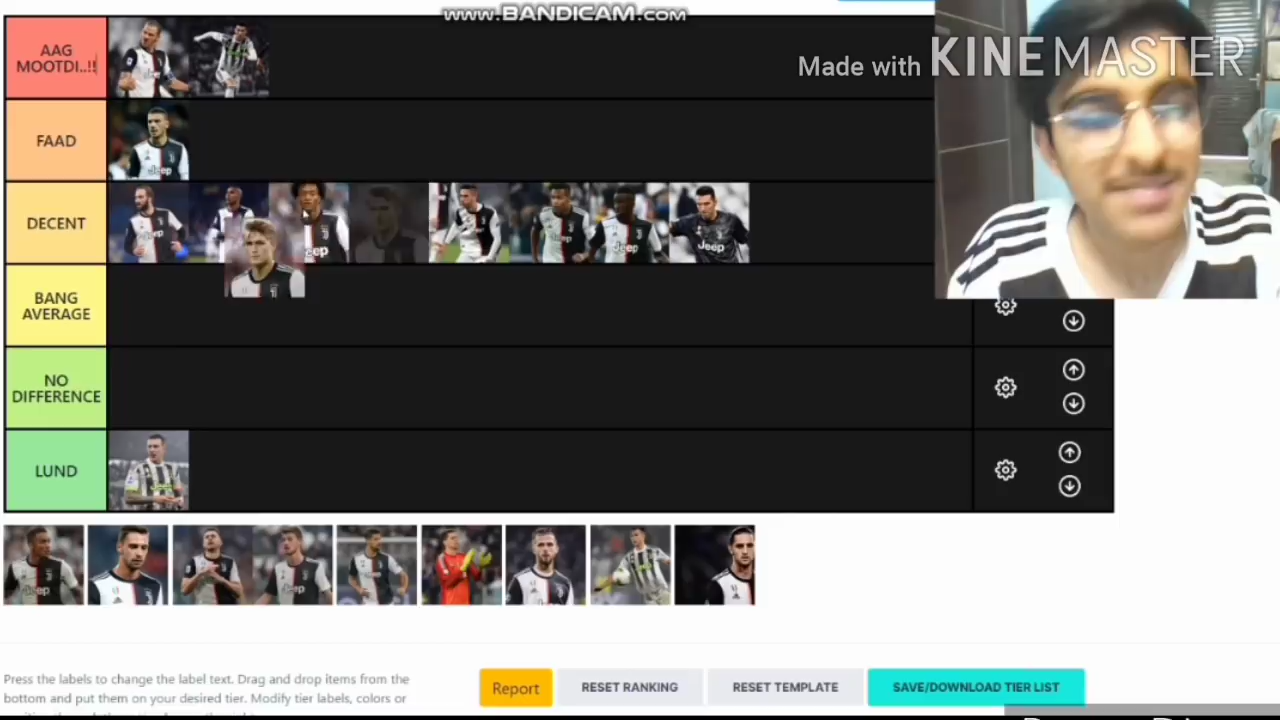 www.BANDICAM.com
Made with KINEMASTER
AAG
MOOTDI..!!
FAAD
DECENT
BANG
AVERAGE
NO
DIFFERENCE
LUND
Press the labels to change the label text. Drag and drop items from the
bottom and put them on your desired tier. Modify tier labels, colors or
Report
RESET RANKING
RESET TEMPLATE
SAVE/DOWNLOAD TIER LIST